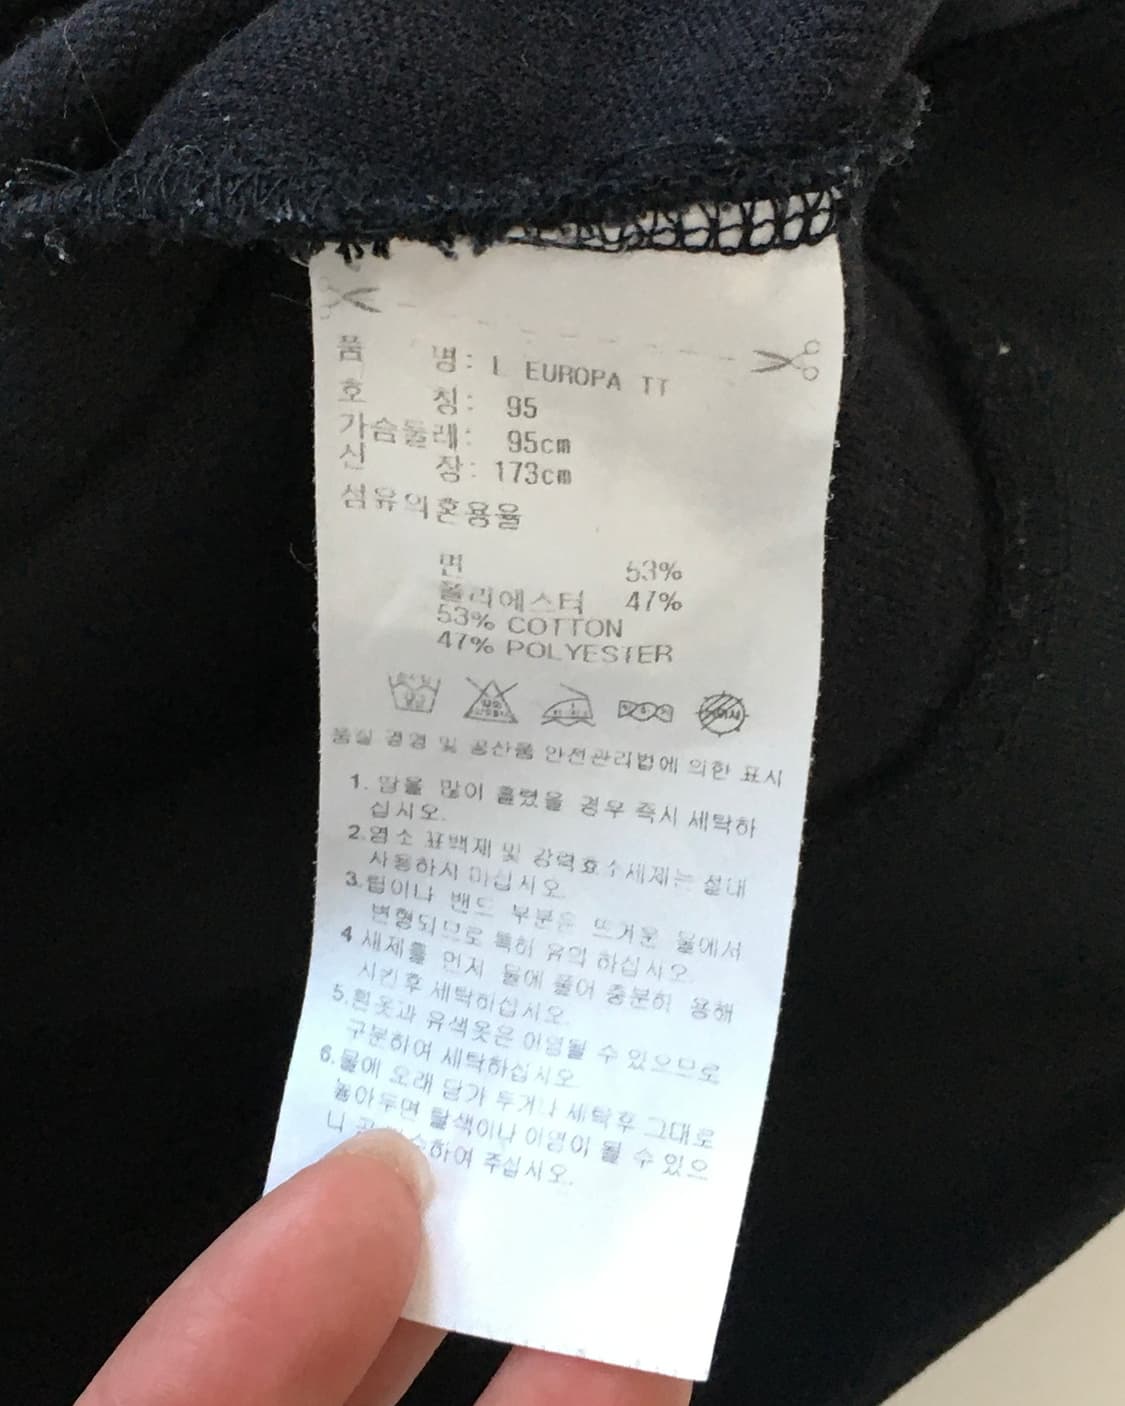 품 명: L EUROPA TT
호 칭: 95
가슴둘레: 95cm
신 장: 173cm
섬유의혼용율
면 53%
폴리에스터 47%
53% COTTON
47% POLYESTER
품질 경영 및 공산품 안전관리법에 의한 표시
1. 땀을 많이 흘렸을 경우 즉시 세탁하
십시오.
2.염소 표백제 및 강력효소세제는 절대
사용하지 마십시오.
3.립이나 밴드 부분은 뜨거운 물에서
변형되므로 특히 유의 하십시오.
4 세제를 먼저 물에 풀어 충분히 용해
시킨후 세탁하십시오.
5.흰옷과 유색옷은 이염될 수 있으므로
구분하여 세탁하십시오
6.물에 오래 담가 두거나 세탁후 그대로
놓아두면 탈색이나 이염이 될 수 있으
니 하여 주십시오.